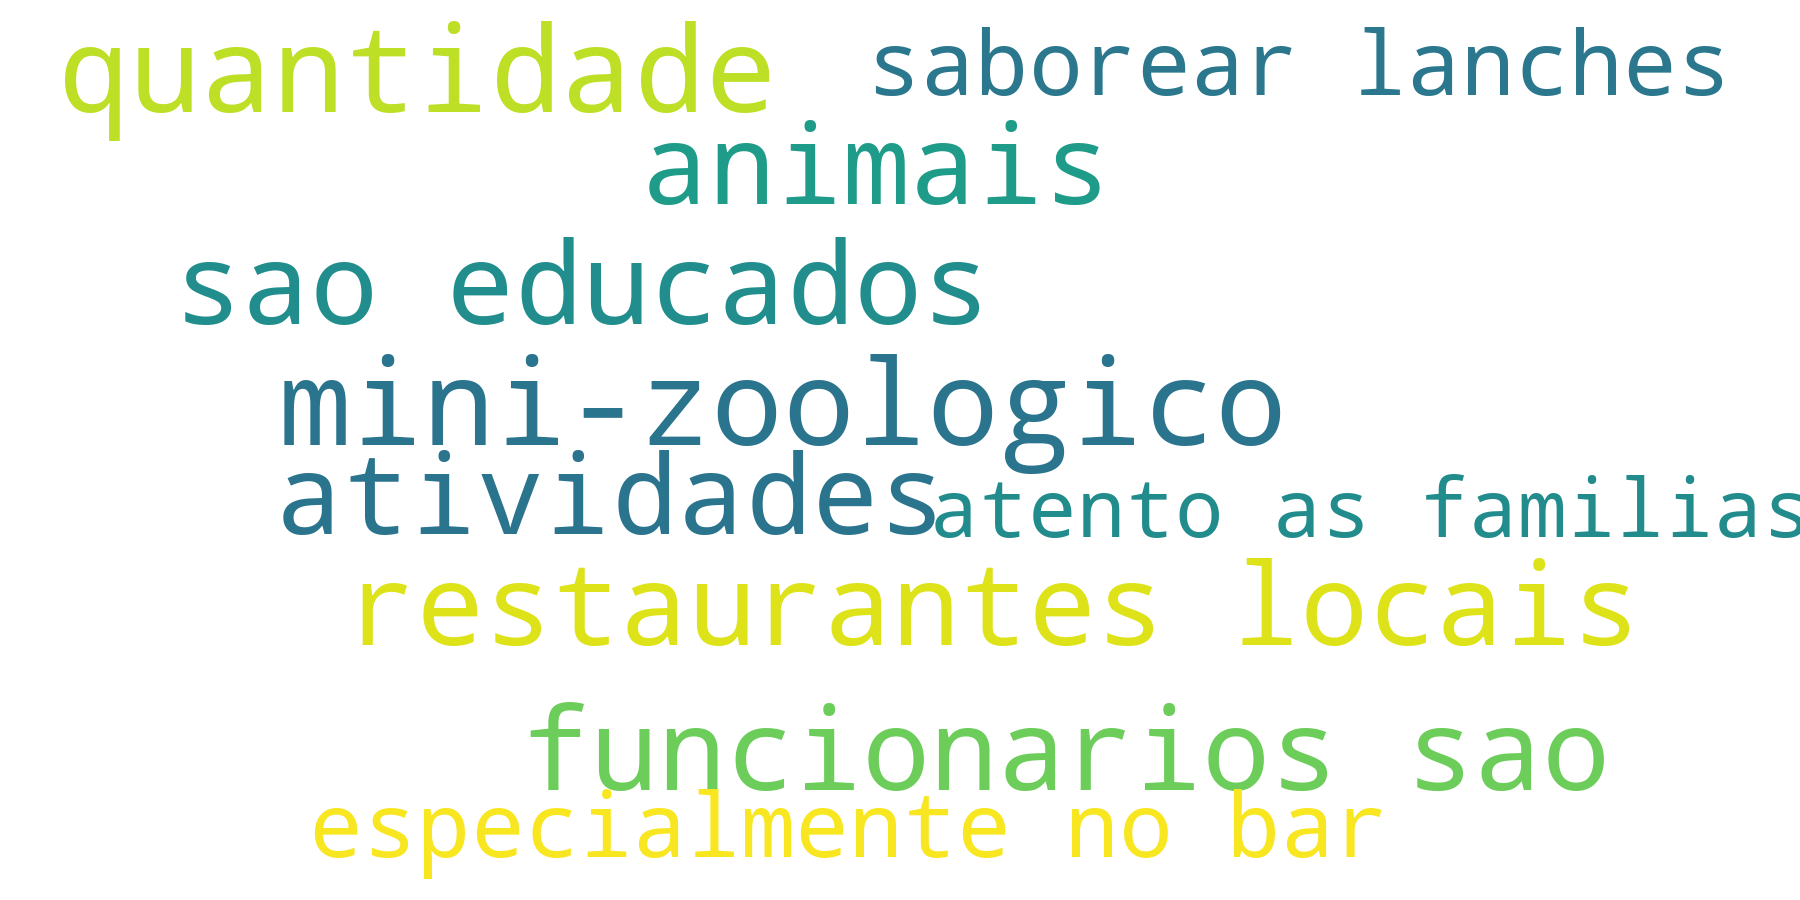 quantidade
saborear lanches
animais
sao educados
mini-zoologico
atividades
atento as familias
restaurantes locais
funcionarios sao
especialmente no bar